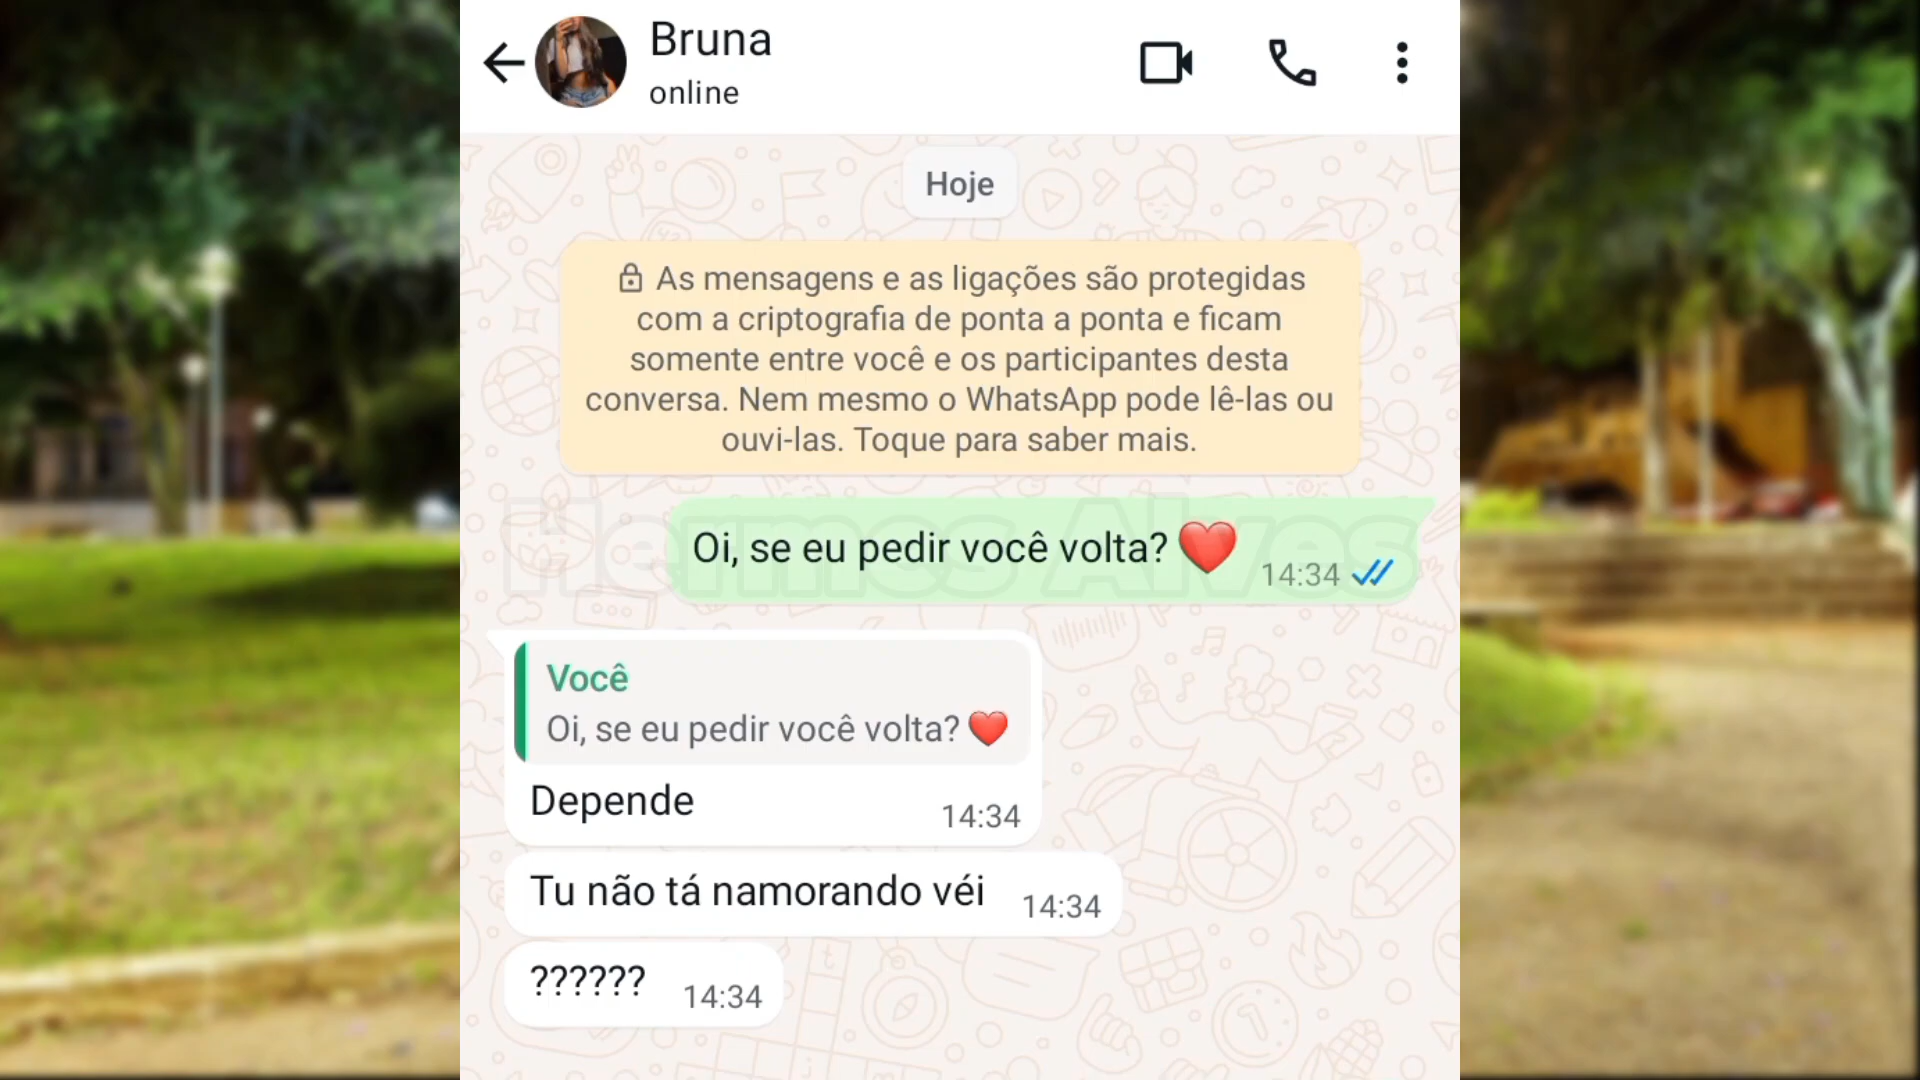 Bruna
online
Hoje
As mensagens e as ligações são protegidas
com a criptografia de ponta a ponta e ficam
somente entre você e os participantes desta
conversa. Nem mesmo o WhatsApp pode lê-las ou
ouvi-las. Toque para saber mais.
Hermes Alves
Oi, se eu pedir você volta? ❤️
14:34
Você
Oi, se eu pedir você volta? ❤️
Depende
14:34
Tu não tá namorando véi
14:34
??????
14:34